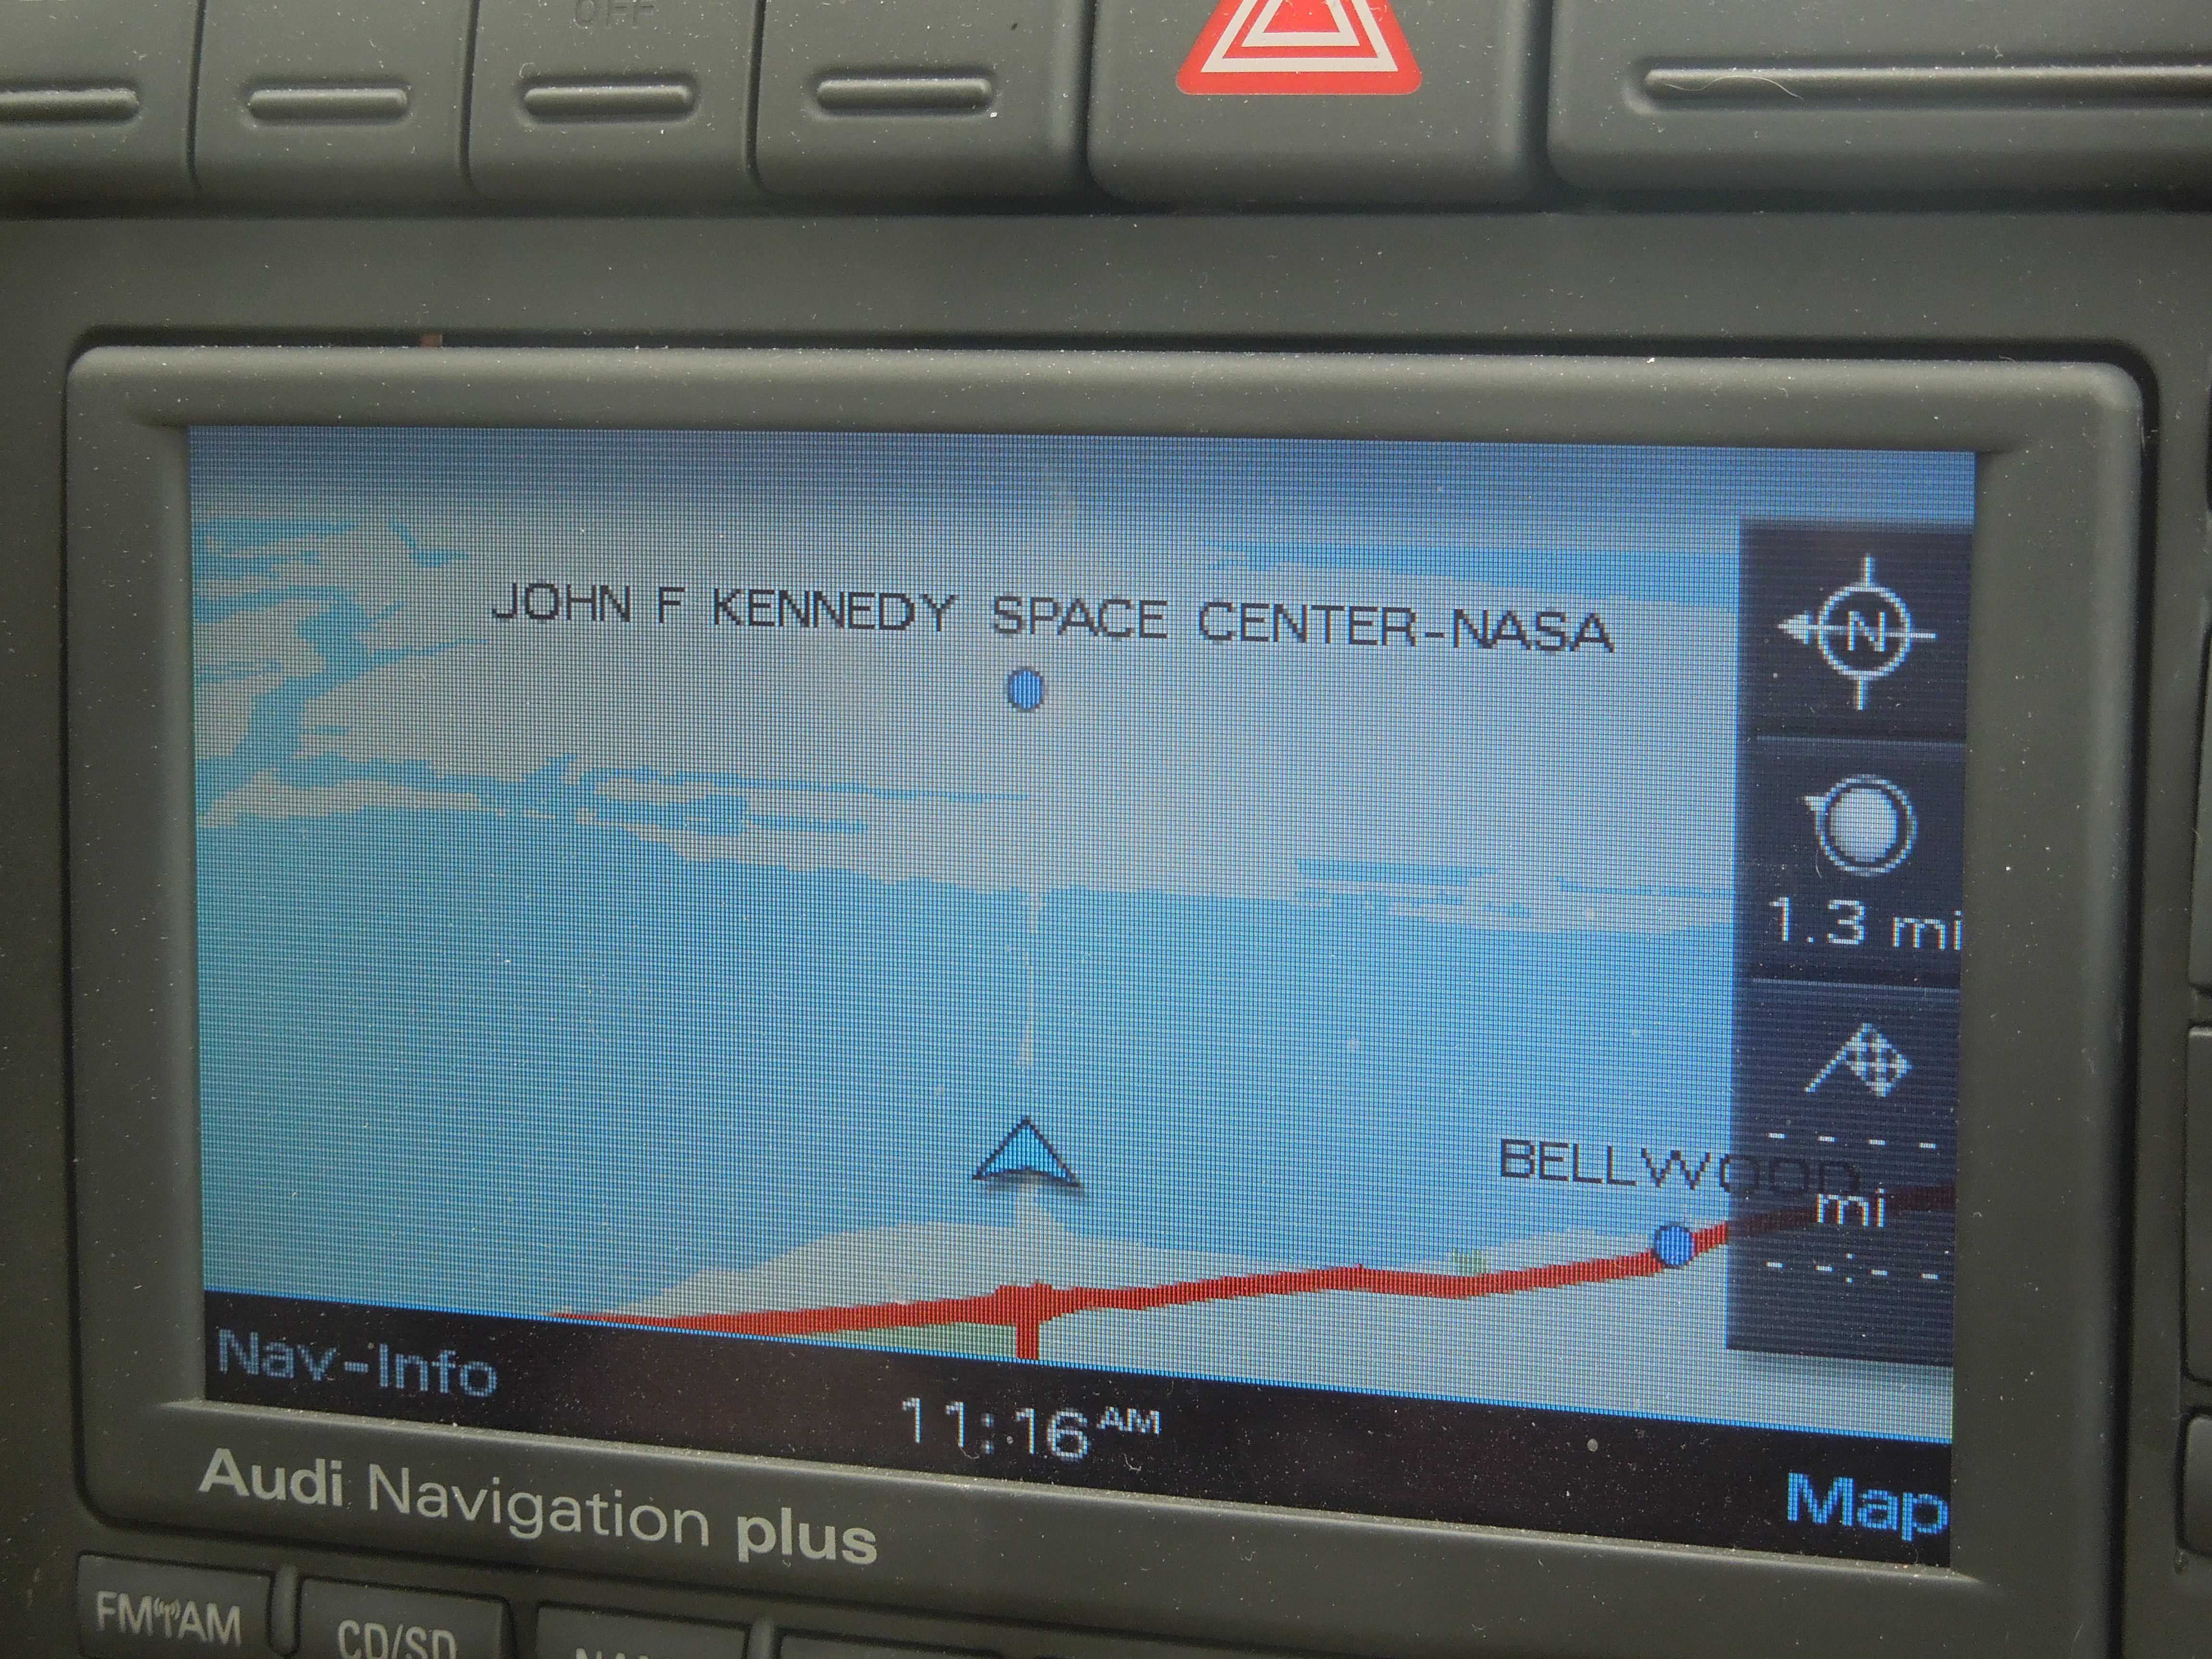 OFF
JOHN F KENNEDY SPACE CENTER-NASA
N
1.3 mi
BELLWOOD
---- mi
--:--
Nav-Info
11:16 AM
Map
Audi Navigation plus
FM AM
CD/SD